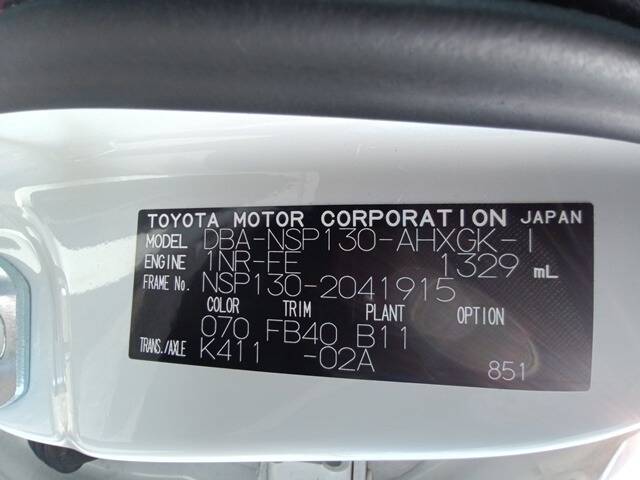 TOYOTA MOTOR CORPORATION JAPAN
MODEL DBA-NSP130-AHXGK-I
ENGINE 1NR-FE 1329 mL
FRAME No. NSP130-2041915
COLOR TRIM PLANT OPTION
070 FB40 B11
TRANS./AXLE K411 -02A
851